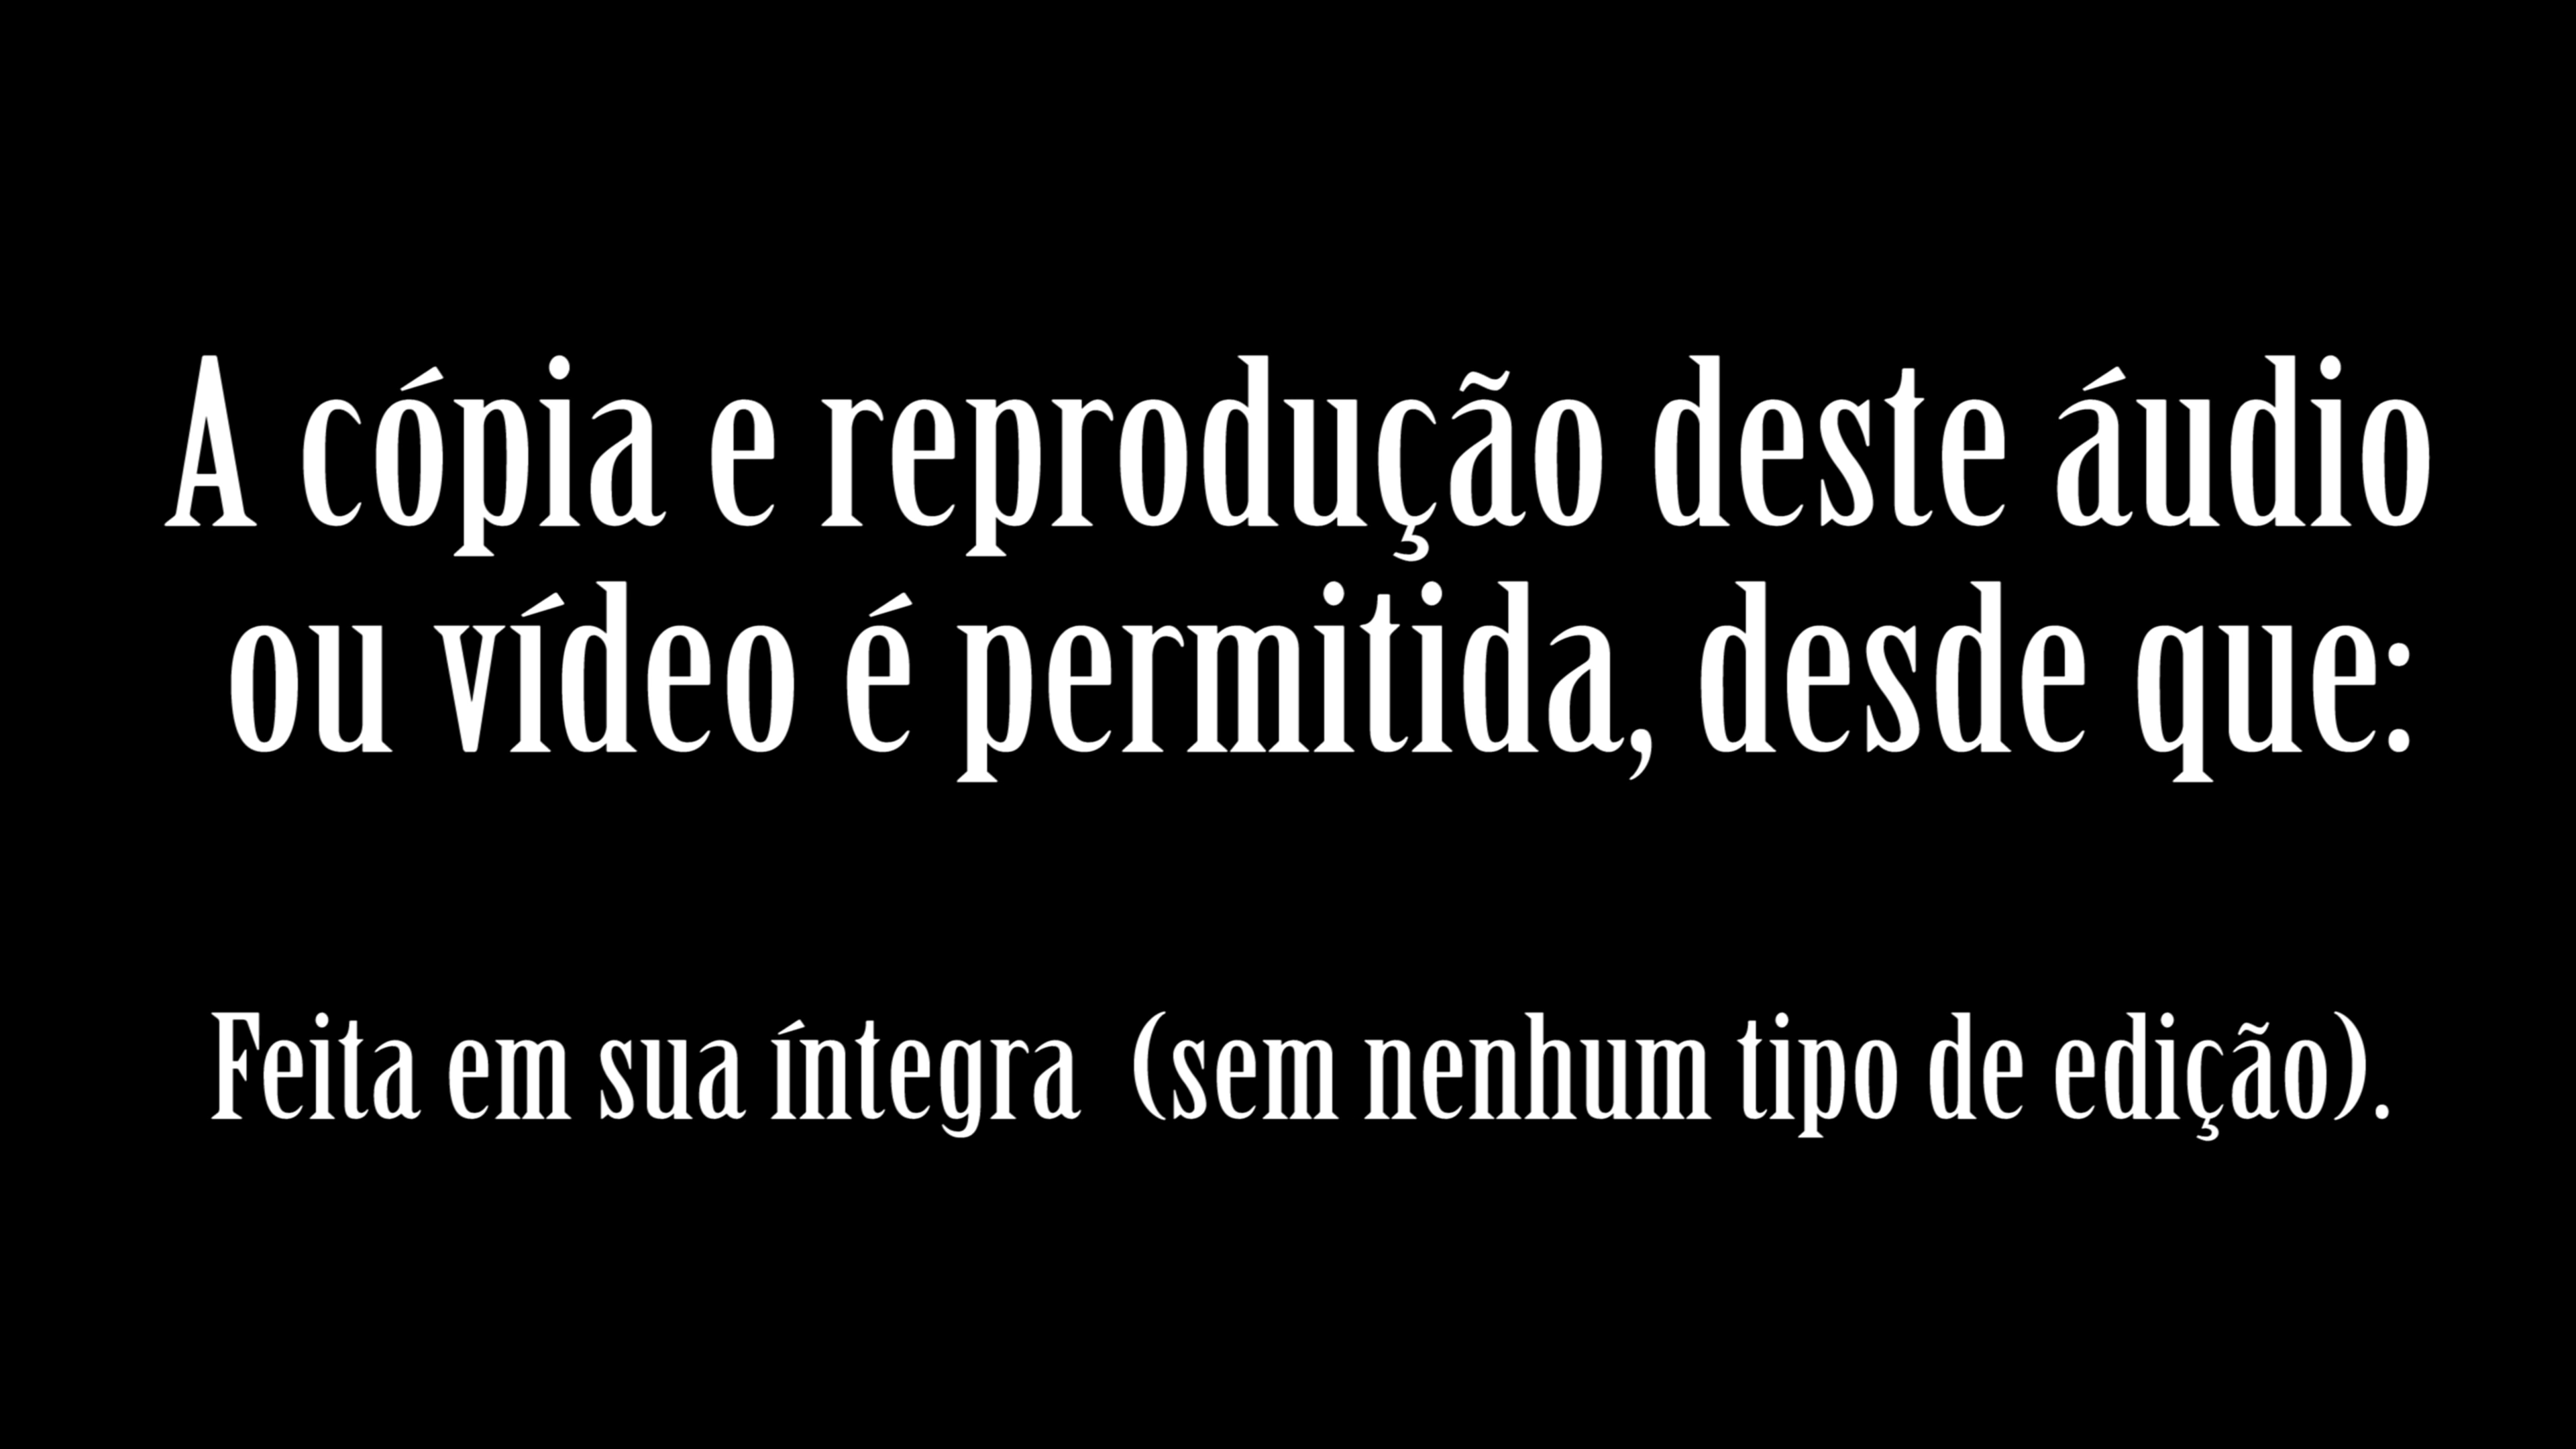 A cópia e reprodução deste áudio
ou vídeo é permitida, desde que:
Feita em sua íntegra (sem nenhum tipo de edição).